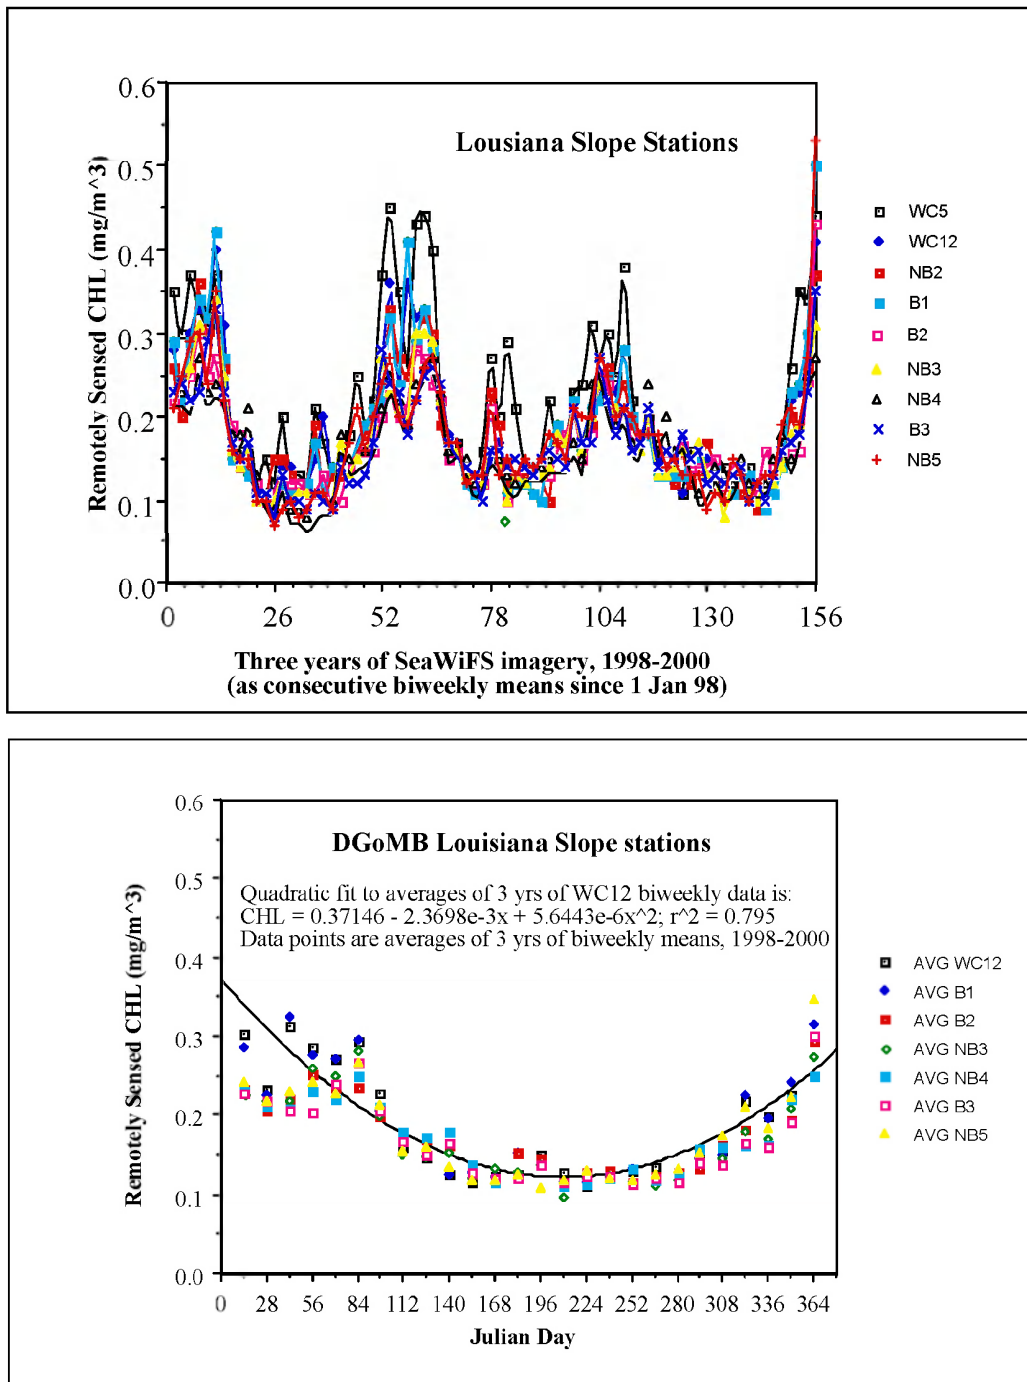 Lousiana Slope Stations
Remotely Sensed CHL (mg/m^3)
0.6
0.5
0.4
0.3
0.2
0.1
0.0
0 26 52 78 104 130 156
Three years of SeaWiFS imagery, 1998-2000
(as consecutive biweekly means since 1 Jan 98)
WC5
WC12
NB2
B1
B2
NB3
NB4
B3
NB5
DGoMB Louisiana Slope stations
Quadratic fit to averages of 3 yrs of WC12 biweekly data is:
CHL = 0.37146 - 2.3698e-3x + 5.6443e-6x^2; r^2 = 0.795
Data points are averages of 3 yrs of biweekly means, 1998-2000
Remotely Sensed CHL (mg/m^3)
0.6
0.5
0.4
0.3
0.2
0.1
0.0
0 28 56 84 112 140 168 196 224 252 280 308 336 364
Julian Day
AVG WC12
AVG B1
AVG B2
AVG NB3
AVG NB4
AVG B3
AVG NB5